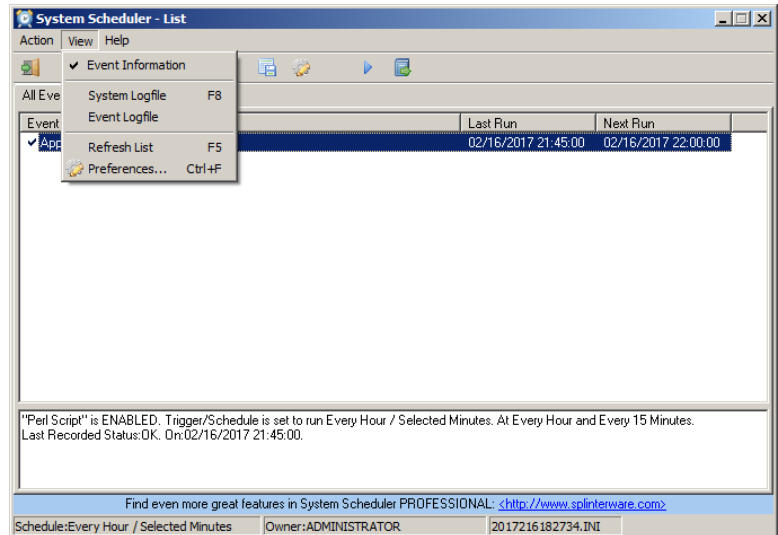 System Scheduler - List
Action View Help
Event Information
All Eve
System Logfile F8
Event Logfile
Event Last Run Next Run
App 02/16/2017 21:45:00 02/16/2017 22:00:00
Refresh List F5
Preferences... Ctrl+F
"Perl Script" is ENABLED. Trigger/Schedule is set to run Every Hour / Selected Minutes. At Every Hour and Every 15 Minutes.
Last Recorded Status:OK. On:02/16/2017 21:45:00.
Find even more great features in System Scheduler PROFESSIONAL: <http://www.splinterware.com>
Schedule:Every Hour / Selected Minutes Owner:ADMINISTRATOR 2017216182734.INI